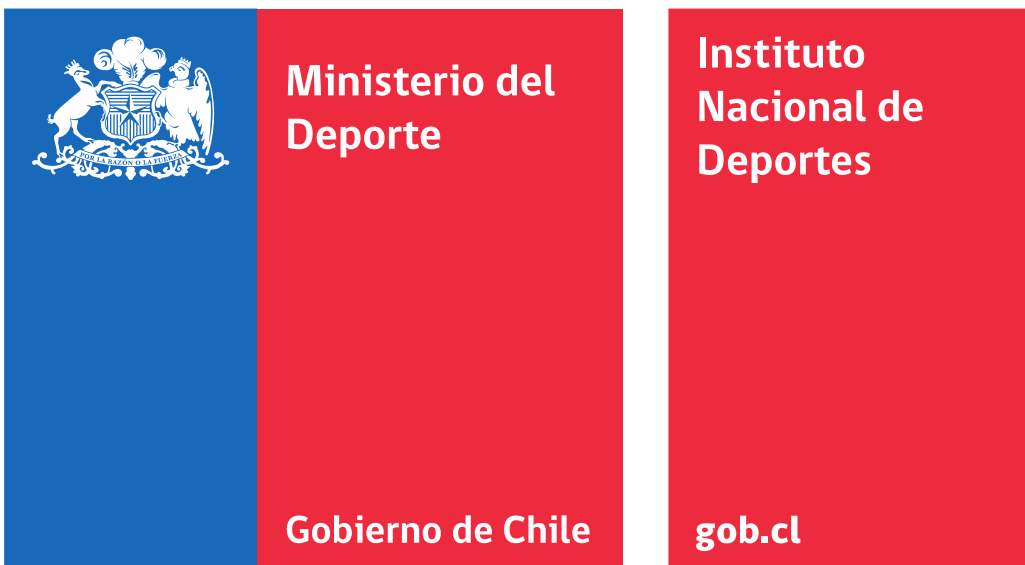 POR LA RAZÓN O LA FUERZA
Ministerio del
Deporte
Gobierno de Chile
Instituto
Nacional de
Deportes
gob.cl